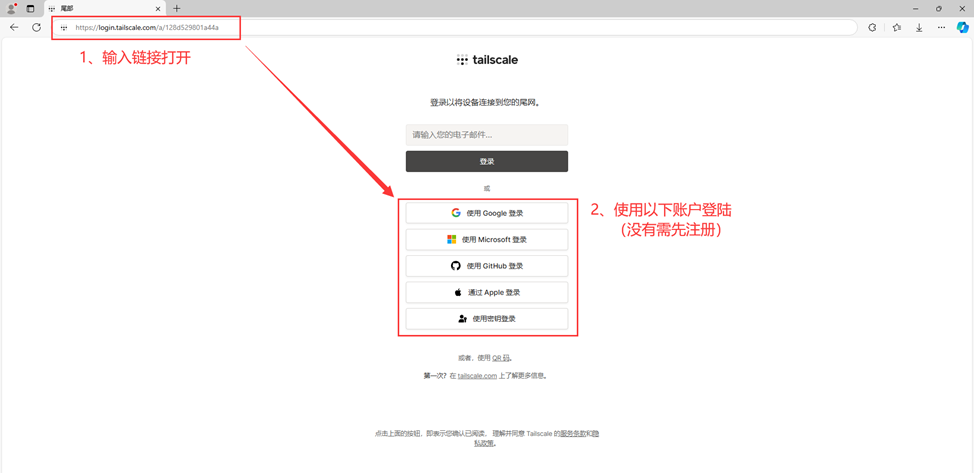 尾部
https://login.tailscale.com/a/128d529801a44a
1、输入链接打开
tailscale
登录以将设备连接到您的尾网。
请输入您的电子邮件...
登录
或
使用 Google 登录
2、使用以下账户登陆
（没有需先注册）
使用 Microsoft 登录
使用 GitHub 登录
通过 Apple 登录
使用密钥登录
或者，使用 QR 码。
第一次？在 tailscale.com 上了解更多信息。
点击上面的按钮，即表示您确认已阅读、 理解并同意 Tailscale 的服务条款和隐
私政策。